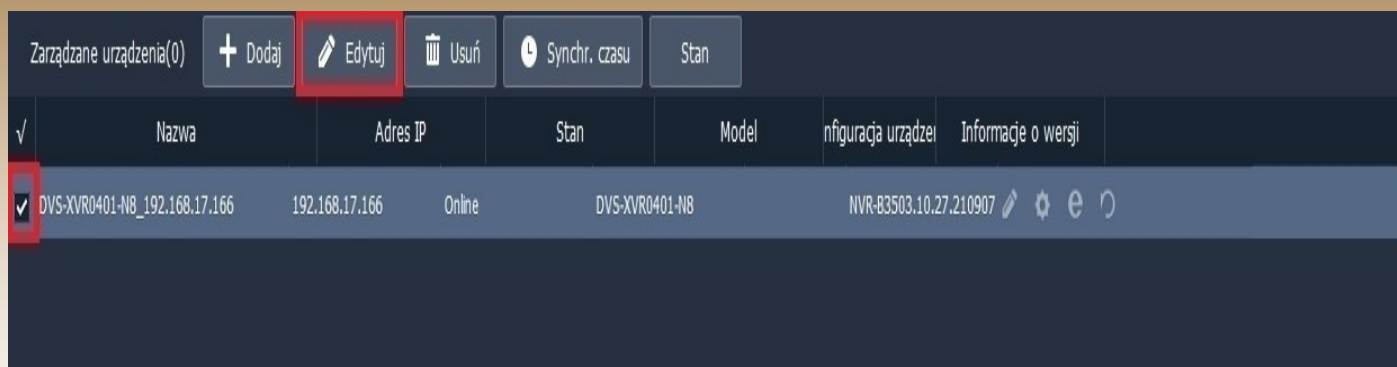 Zarządzane urządzenia(0) Dodaj Edytuj Usuń Synchr. czasu Stan
√ Nazwa Adres IP Stan Model nfiguracja urządzei Informacje o wersji
DVS-XVR0401-N8_192.168.17.166 192.168.17.166 Online DVS-XVR0401-N8 NVR-B3503.10.27.210907